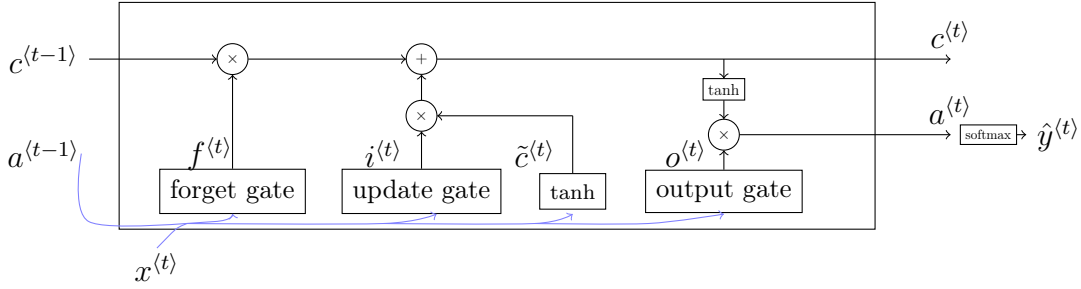 c⟨t−1⟩
×
+
c⟨t⟩
tanh
×
a⟨t⟩
×
softmax
ŷ⟨t⟩
a⟨t−1⟩
f⟨t⟩
i⟨t⟩
c̃⟨t⟩
o⟨t⟩
forget gate
update gate
tanh
output gate
x⟨t⟩